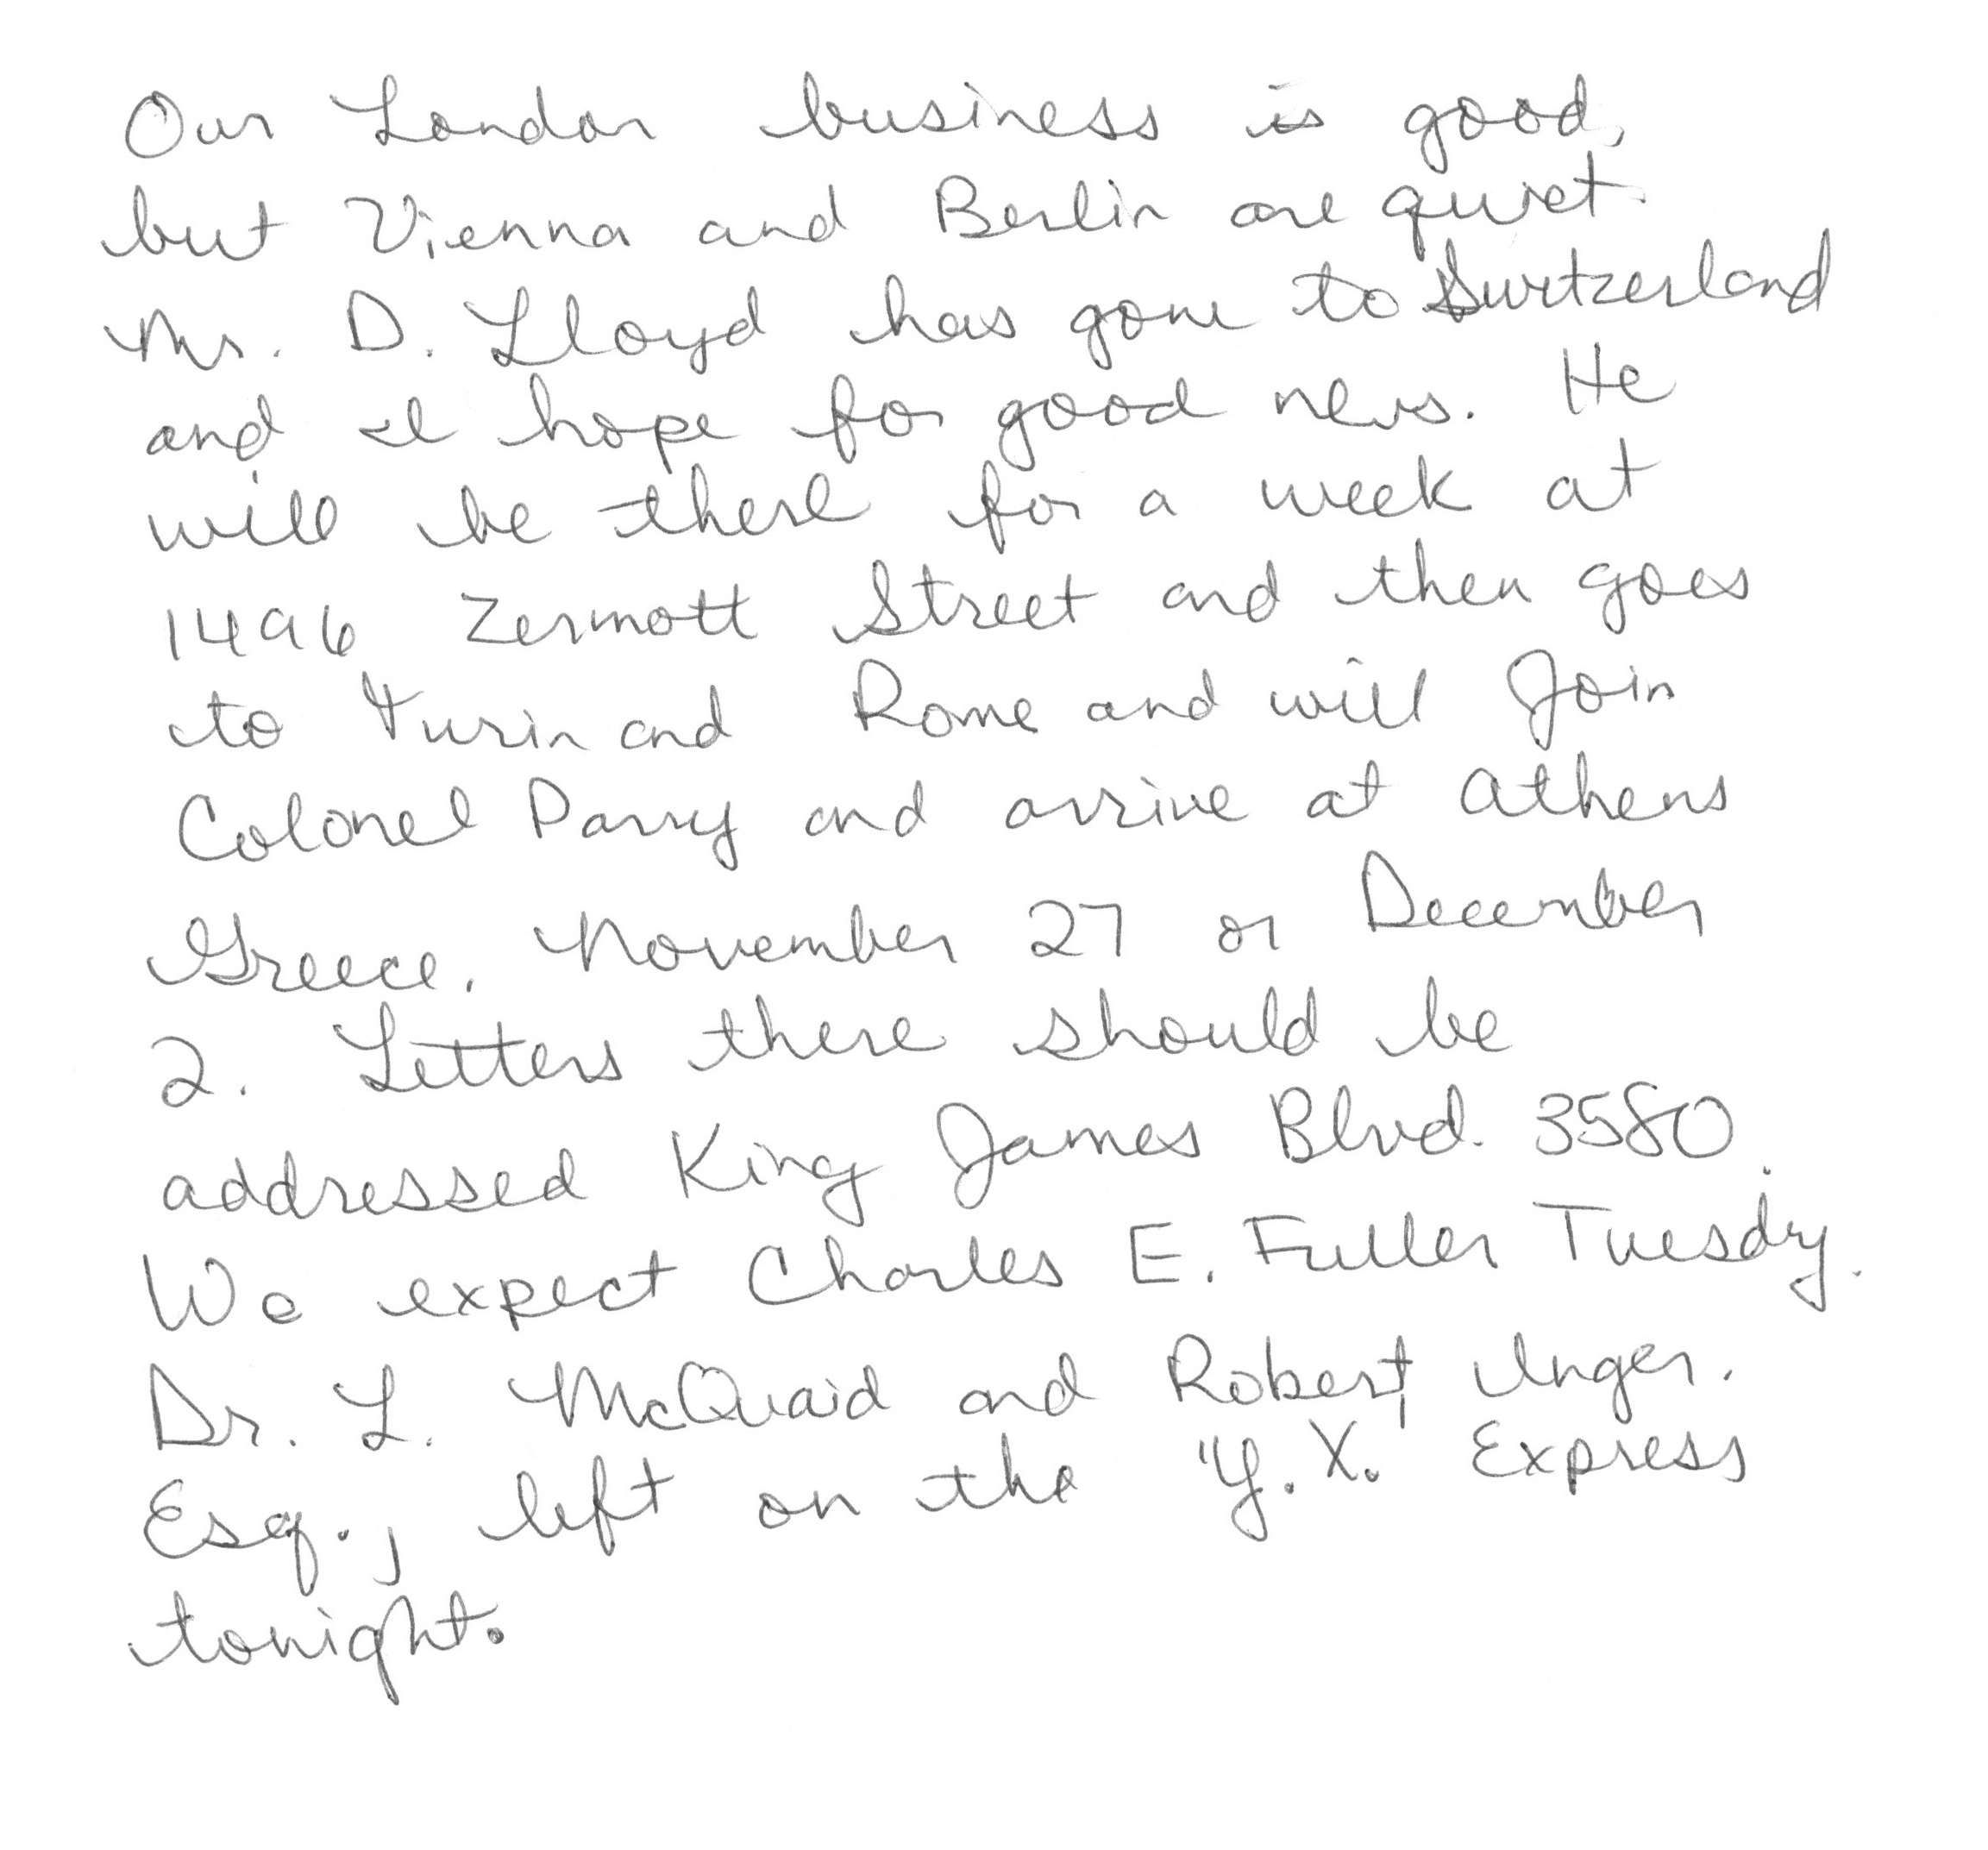 Our London business is good,
but Vienna and Berlin are quiet.
Mr. D. Lloyd has gone to Switzerland
and I hope for good news. He
will be there for a week at
1496 Zermott Street and then goes
to Turin and Rome and will Join
Colonel Parry and arrive at Athens
Greece, November 27 or December
2. Letters there should be
addressed King James Blvd. 3580.
We expect Charles E. Fuller Tuesdy.
Dr. L. McQuaid and Robert, Unger.
Esq., left on the "Y.X. Express
tonight.